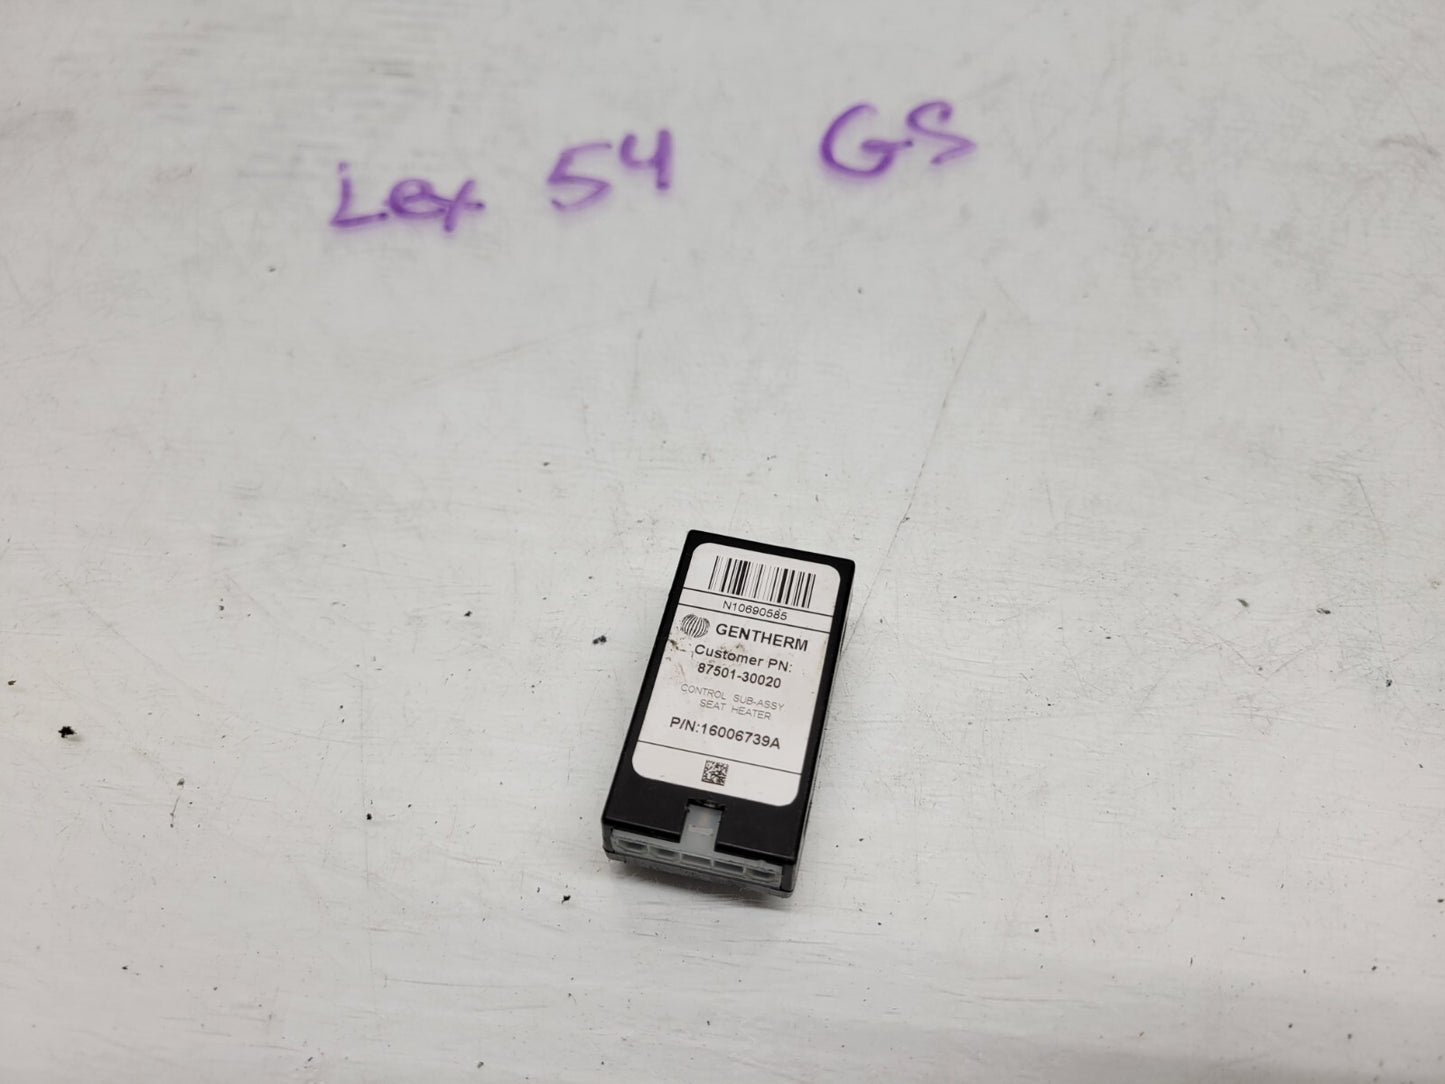 Lex 54 GS
N10690585
GENTHERM
Customer PN:
87501-30020
CONTROL SUB-ASSY
SEAT HEATER
P/N:16006739A